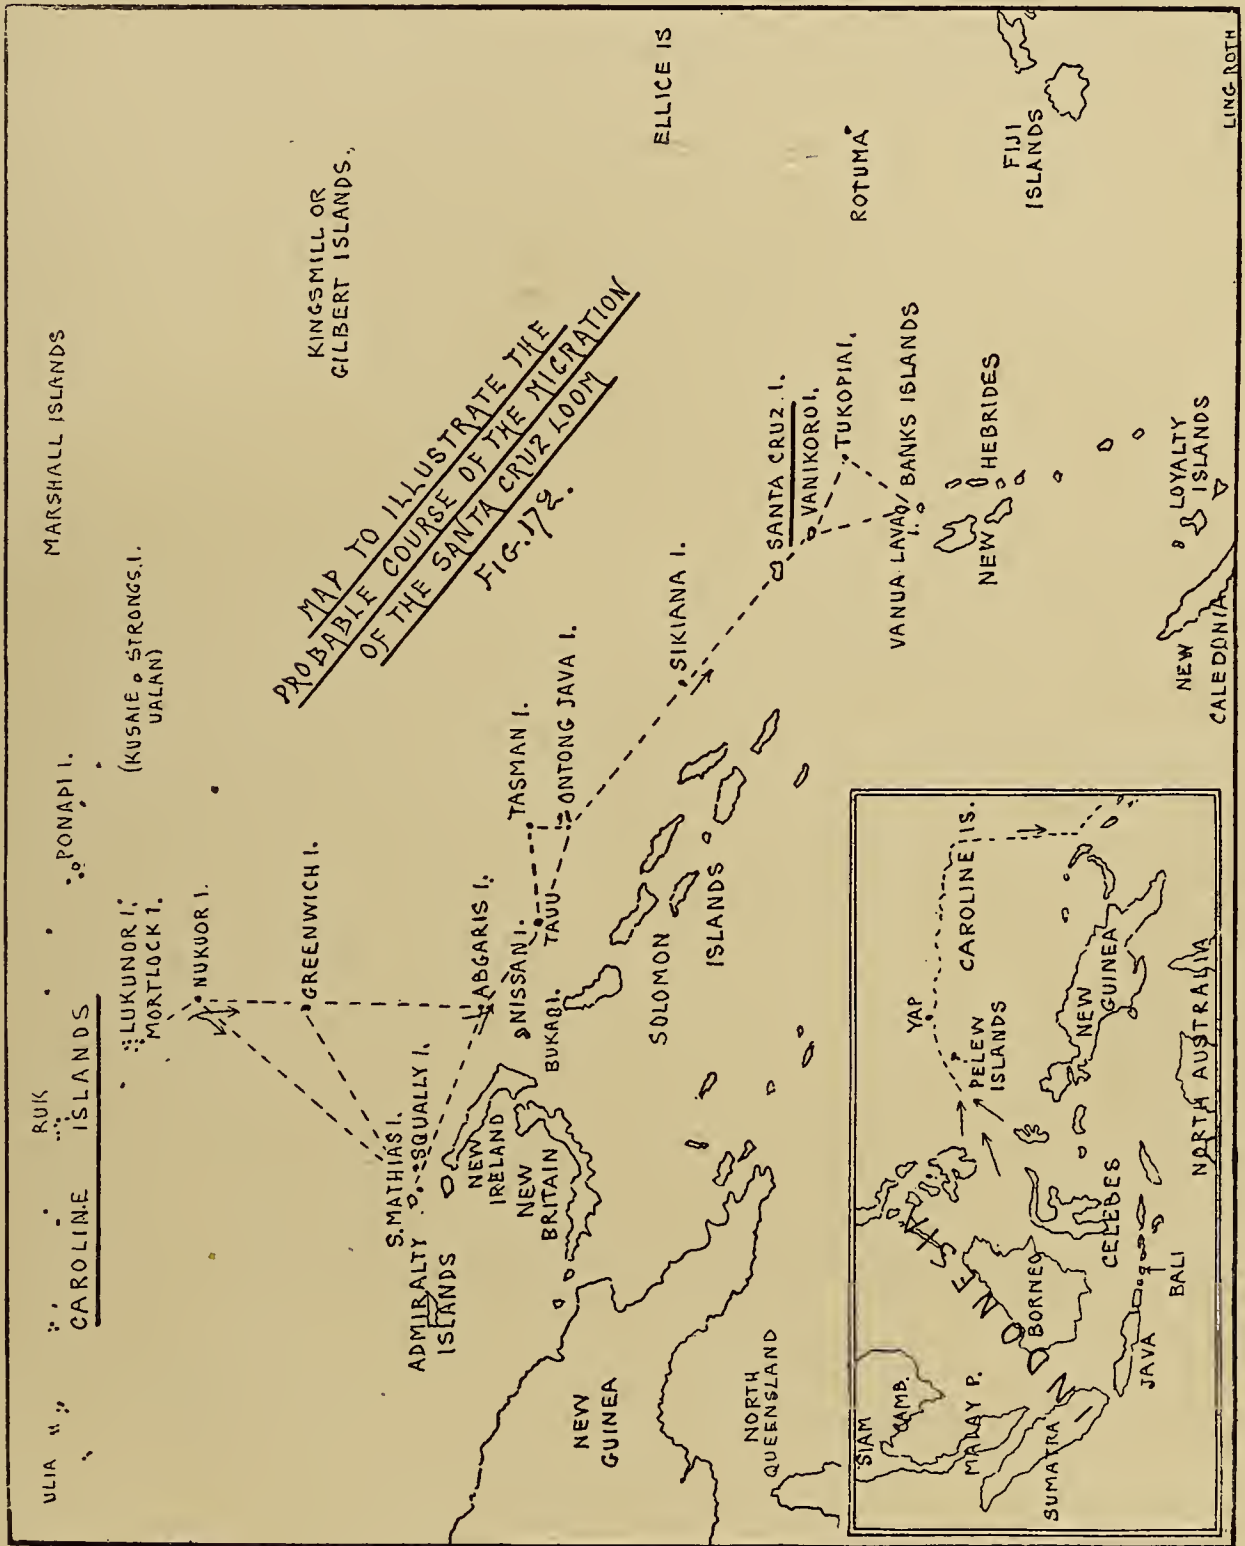 MARSHALL ISLANDS
KINGSMILL OR
GILBERT ISLANDS.
ELLICE IS
ULIA
RUK
CAROLINE ISLANDS
PONAPI I.
(KUSAIE STRONGS.I.
UALAN)
LUKUNOR I.
MORTLOCK I.
NUKUOR I.
MAP TO ILLUSTRATE THE
PROBABLE COURSE OF THE MIGRATION
OF THE SANTA CRUZ LOOM
FIG. 178.
GREENWICH I.
S. MATHIAS I.
SQUALLY I.
ADMIRALTY
ISLANDS
ABGARIS I.
NISSAN I.
TASMAN I.
TAUU
ONTONG JAVA I.
BUKA I.
NEW
IRELAND
NEW
BRITAIN
SIKIANA I.
SOLOMON
ISLANDS
SANTA CRUZ. I.
VANIKORU I.
TUKOPIA I.
ROTUMA
FIJI
ISLANDS
VANUA LAVA
I.
BANKS ISLANDS
NEW HEBRIDES
LOYALTY
ISLANDS
NEW
CALEDONIA
NEW
GUINEA
NORTH
QUEENSLAND
SIAM
CAMB.
MALAY P.
SUMATRA
INDONESIA
BORNEO
JAVA
BALI
CELEBES
YAP
PELEW
ISLANDS
CAROLINE IS.
NEW
GUINEA
NORTH AUSTRALIA
LING ROTH